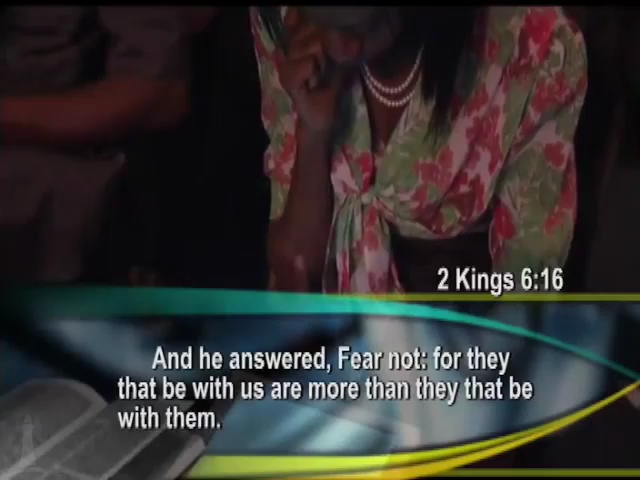 2 Kings 6:16
And he answered, Fear not: for they
that be with us are more than they that be
with them.